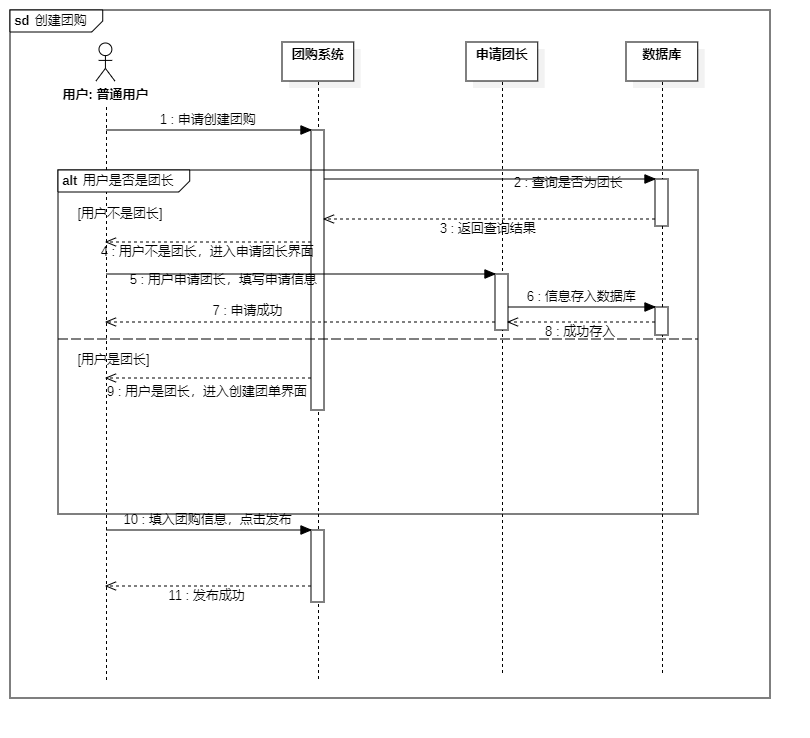 sd 创建团购
用户: 普通用户
团购系统
申请团长
数据库
1 : 申请创建团购
alt 用户是否是团长
2 : 查询是否为团长
[用户不是团长]
3 : 返回查询结果
4 : 用户不是团长，进入申请团长界面
5 : 用户申请团长，填写申请信息
6 : 信息存入数据库
7 : 申请成功
8 : 成功存入
[用户是团长]
9 : 用户是团长，进入创建团单界面
10 : 填入团购信息，点击发布
11 : 发布成功